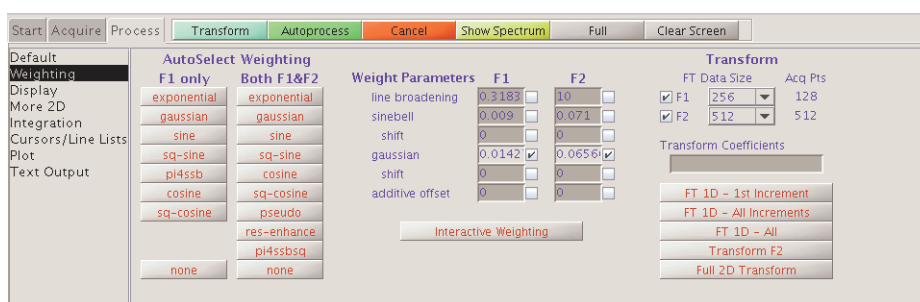 Start Acquire Process Transform Autoprocess Cancel Show Spectrum Full Clear Screen
Default
Weighting
Display
More 2D
Integration
Cursors/Line Lists
Plot
Text Output
AutoSelect Weighting
F1 only Both F1&F2
exponential exponential
gaussian gaussian
sine sine
sq-sine sq-sine
pi4ssb cosine
cosine sq-cosine
sq-cosine pseudo
res-enhance
pi4ssbsq
none none
Weight Parameters F1 F2
line broadening 0.3183 10
sinebell 0.009 0.071
shift 0 0
gaussian 0.0142 0.0656
shift 0 0
additive offset 0 0
Interactive Weighting
Transform
FT Data Size Acq Pts
F1 256 128
F2 512 512
Transform Coefficients
FT 1D - 1st Increment
FT 1D - All Increments
FT 1D - All
Transform F2
Full 2D Transform